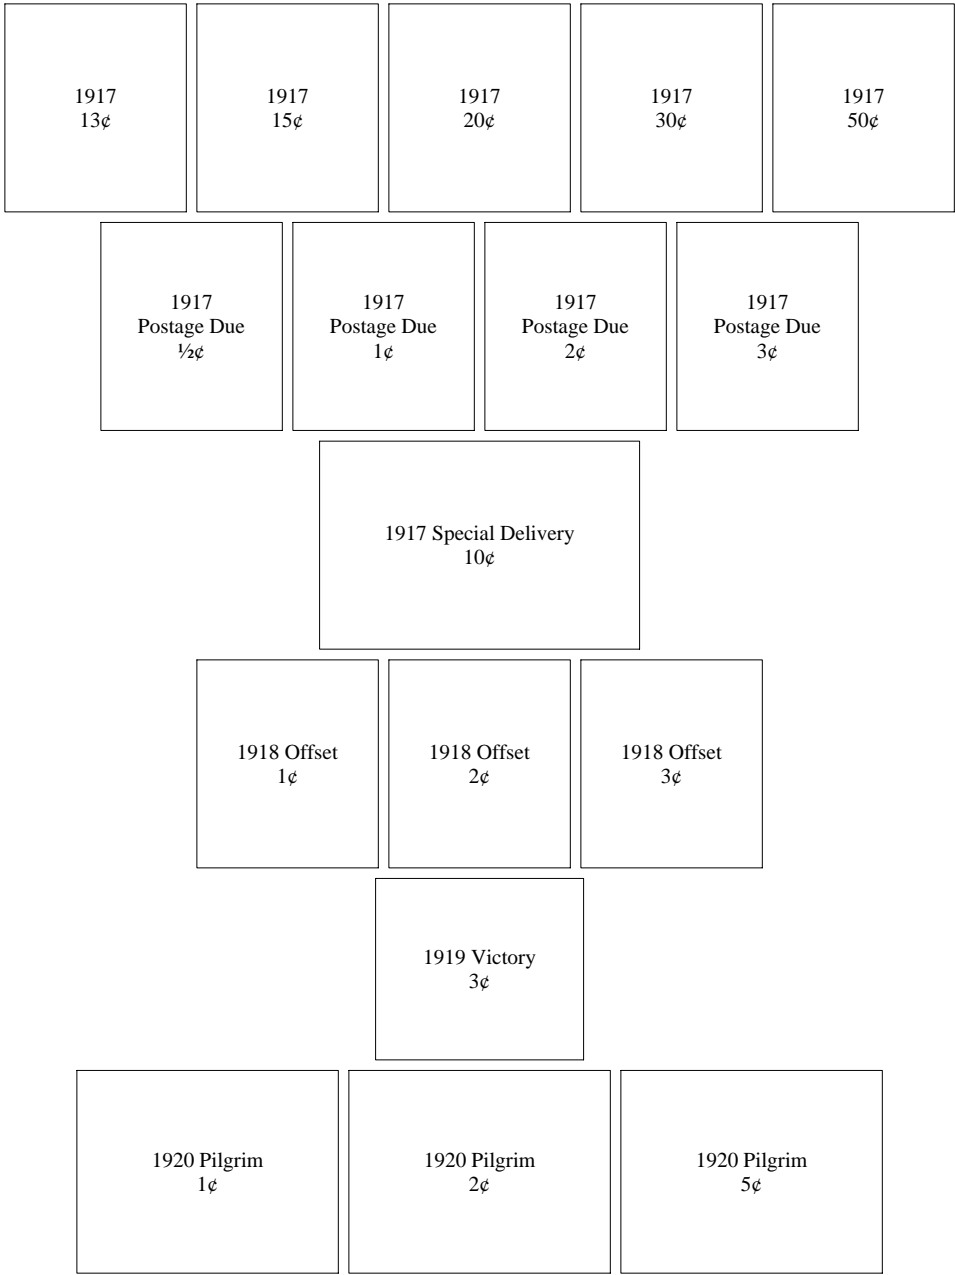 1917
13¢
1917
15¢
1917
20¢
1917
30¢
1917
50¢
1917
Postage Due
½¢
1917
Postage Due
1¢
1917
Postage Due
2¢
1917
Postage Due
3¢
1917 Special Delivery
10¢
1918 Offset
1¢
1918 Offset
2¢
1918 Offset
3¢
1919 Victory
3¢
1920 Pilgrim
1¢
1920 Pilgrim
2¢
1920 Pilgrim
5¢